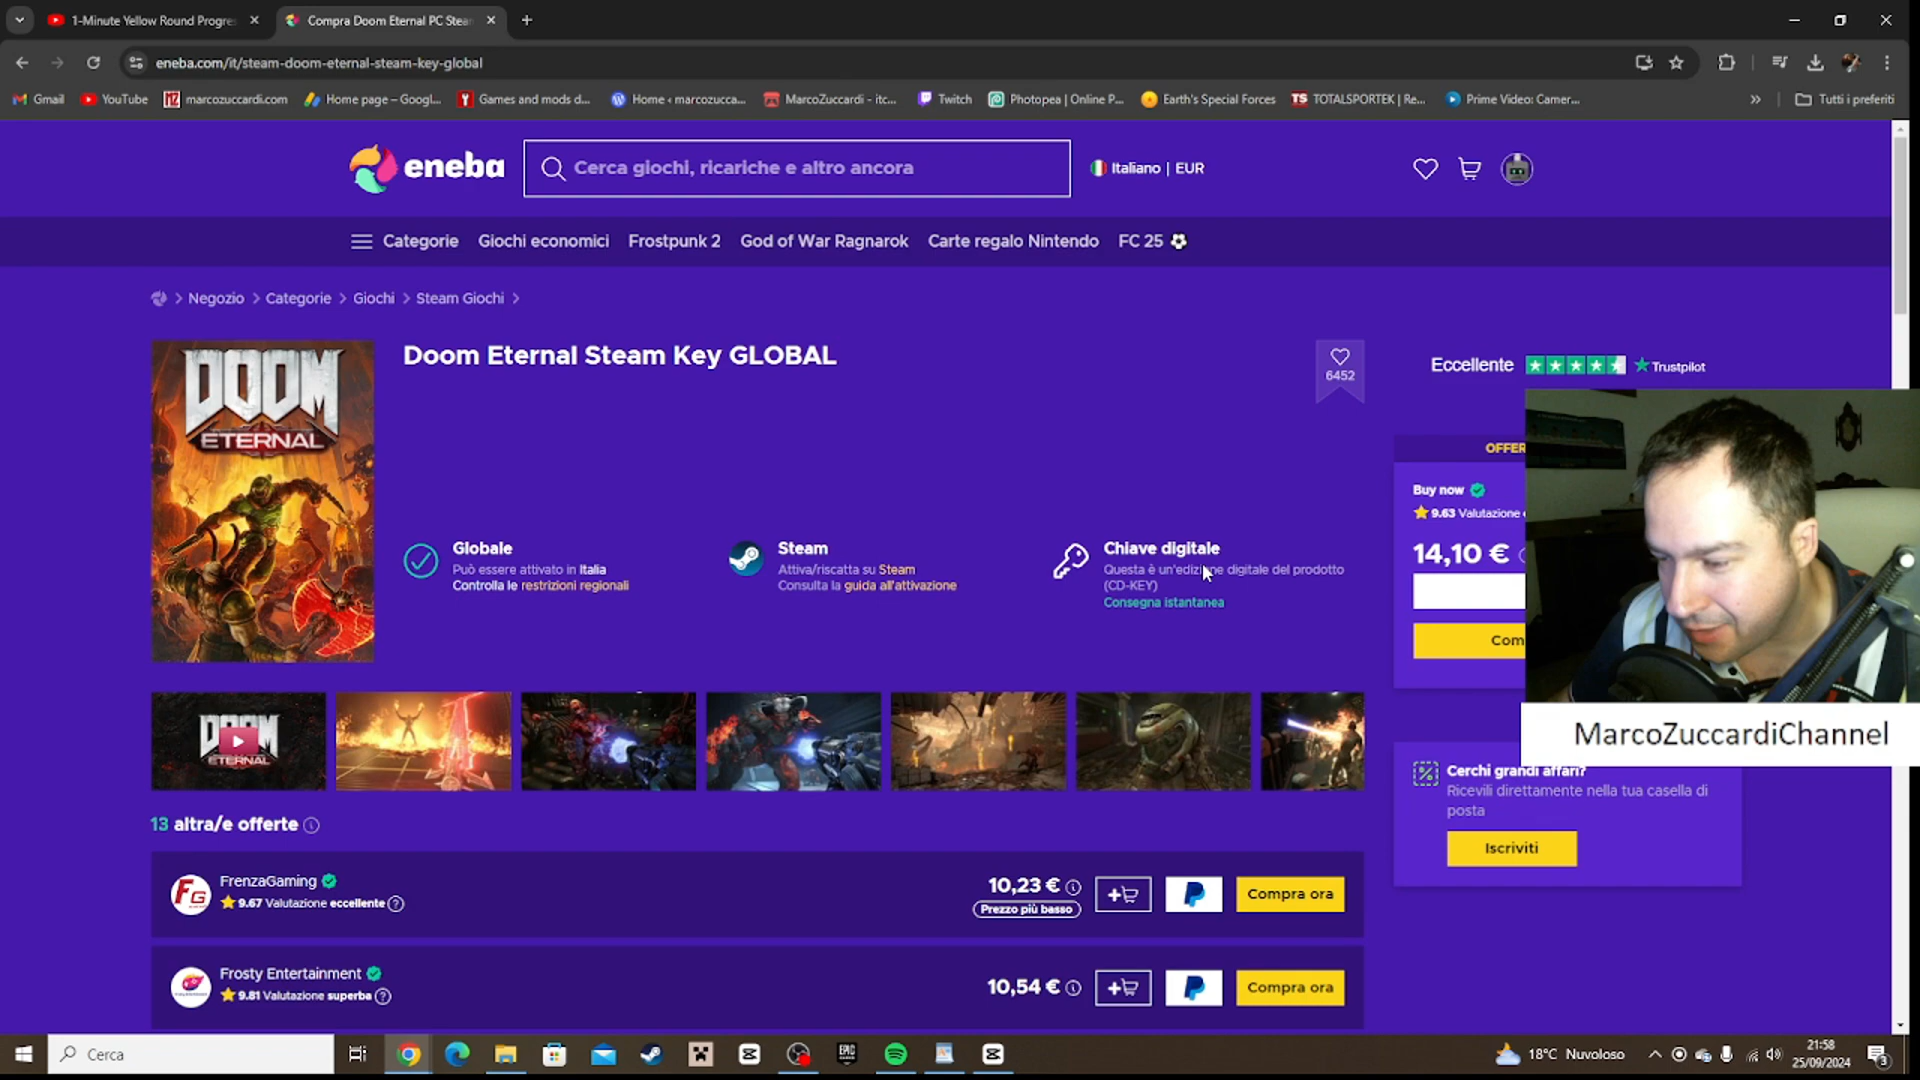 1-Minute Yellow Round Progre
Compra Doom Eternal PC Stea
eneba.com/it/steam-doom-eternal-steam-key-global
Gmail
YouTube
marcozuccardi.com
Home page – Googl...
Games and mods d...
Home ‹ marcozucca...
MarcoZuccardi - itc...
Twitch
Photopea | Online P...
Earth's Special Forces
TS TOTALSPORTEK | Re...
Prime Video: Camer...
»
Tutti i preferiti
eneba
Cerca giochi, ricariche e altro ancora
Italiano | EUR
Categorie
Giochi economici
Frostpunk 2
God of War Ragnarok
Carte regalo Nintendo
FC 25
Negozio
Categorie
Giochi
Steam Giochi
DOOM
ETERNAL
Doom Eternal Steam Key GLOBAL
6452
Eccellente
Trustpilot
Globale
Può essere attivato in Italia
Controlla le restrizioni regionali
Steam
Attiva/riscatta su Steam
Consulta la guida all'attivazione
Chiave digitale
Questa è un'edizione digitale del prodotto
(CD-KEY)
Consegna istantanea
OFFER
Buy now
9.63 Valutazione
14,10 €
Com
DOOM
ETERNAL
MarcoZuccardiChannel
Cerchi grandi affari?
Ricevili direttamente nella tua casella di
posta
Iscriviti
13 altra/e offerte
FG
FrenzaGaming
9.67 Valutazione eccellente
10,23 €
Prezzo più basso
Compra ora
Frosty Entertainment
9.81 Valutazione superba
10,54 €
Compra ora
Cerca
EPIC
18°C Nuvoloso
21:58
25/09/2024
3